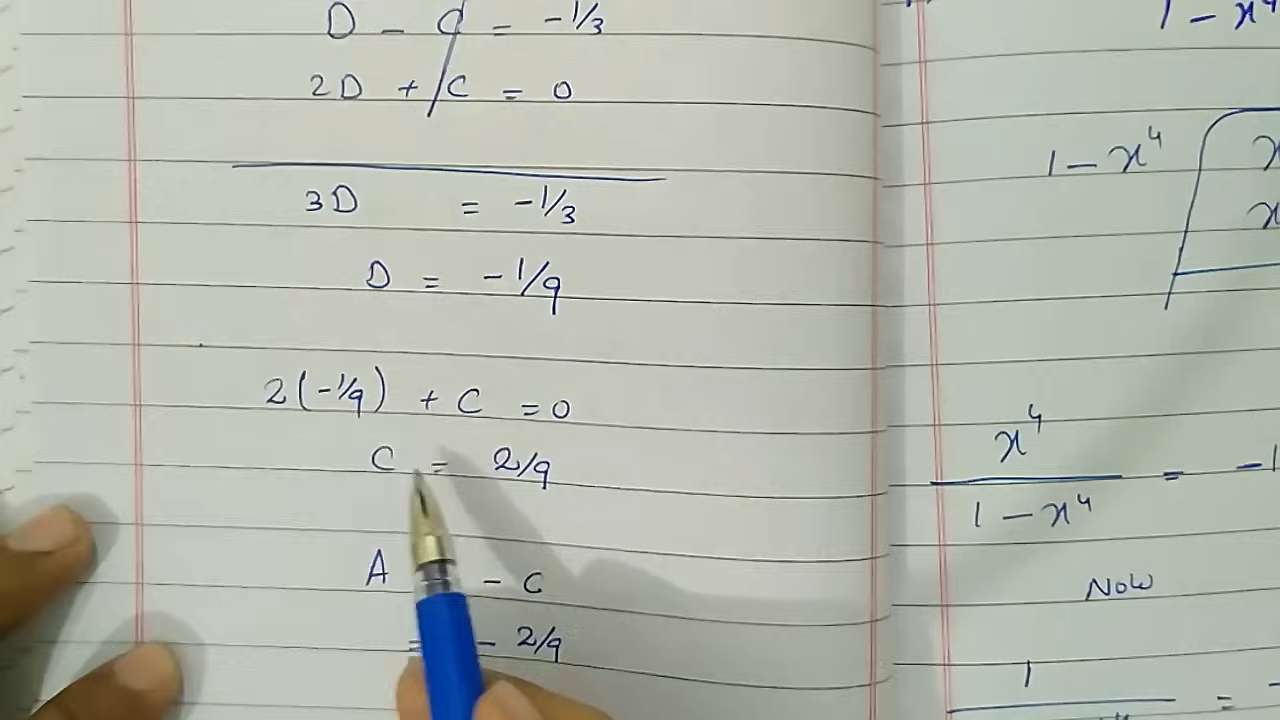 D - C = -1/3
2D + C = 0
3D = -1/3
D = -1/9
2(-1/9) + C = 0
C = 2/9
A - C
= - 2/9
1 - x⁴
1 - x⁴
x⁴
1 - x⁴
= -1
Now
1
=